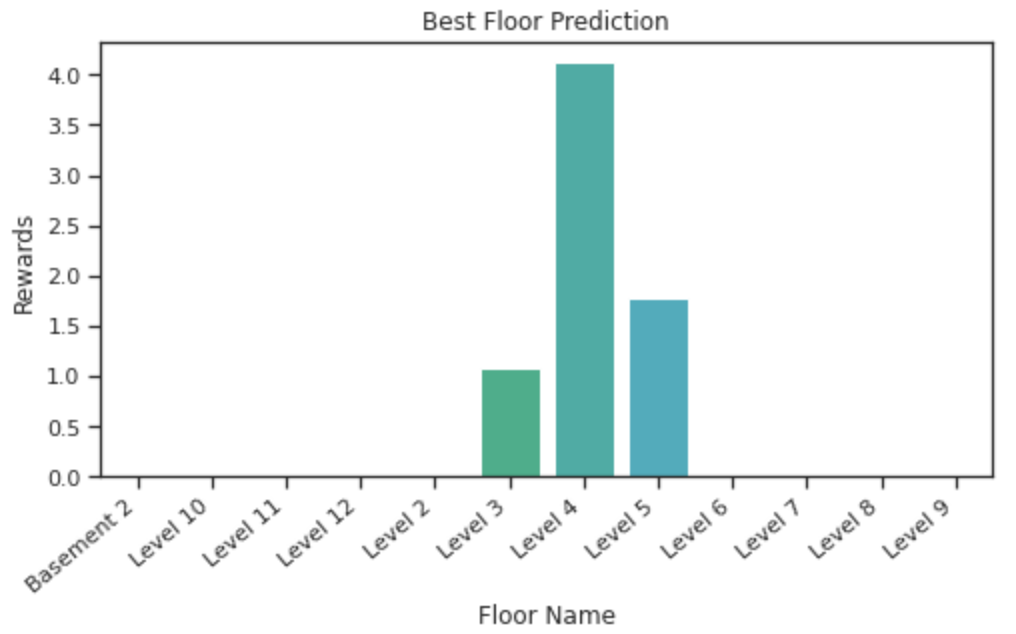 Best Floor Prediction
Rewards
4.0
3.5
3.0
2.5
2.0
1.5
1.0
0.5
0.0
Basement 2
Level 10
Level 11
Level 12
Level 2
Level 3
Level 4
Level 5
Level 6
Level 7
Level 8
Level 9
Floor Name